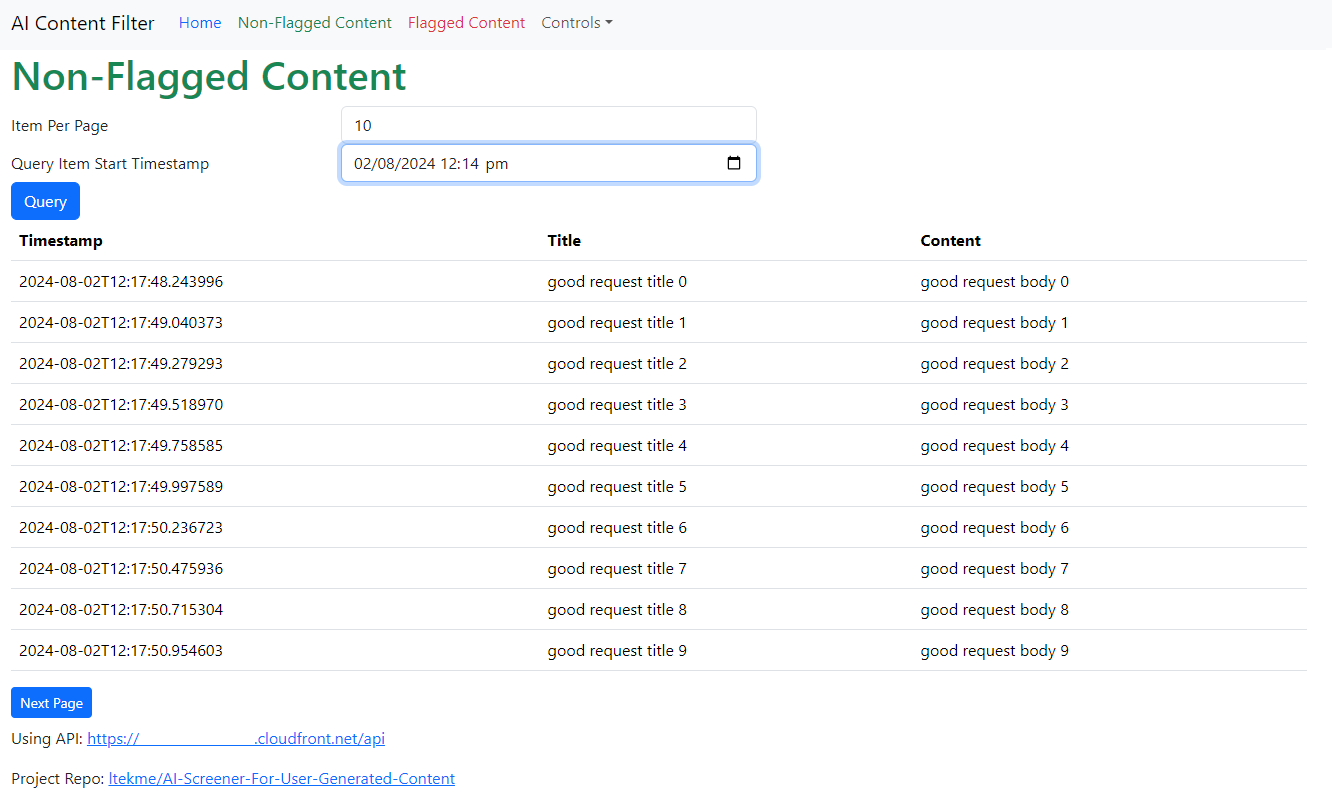 AI Content Filter Home Non-Flagged Content Flagged Content Controls
Non-Flagged Content
Item Per Page 10
Query Item Start Timestamp 02/08/2024 12:14 pm
Query
Timestamp Title Content
2024-08-02T12:17:48.243996 good request title 0 good request body 0
2024-08-02T12:17:49.040373 good request title 1 good request body 1
2024-08-02T12:17:49.279293 good request title 2 good request body 2
2024-08-02T12:17:49.518970 good request title 3 good request body 3
2024-08-02T12:17:49.758585 good request title 4 good request body 4
2024-08-02T12:17:49.997589 good request title 5 good request body 5
2024-08-02T12:17:50.236723 good request title 6 good request body 6
2024-08-02T12:17:50.475936 good request title 7 good request body 7
2024-08-02T12:17:50.715304 good request title 8 good request body 8
2024-08-02T12:17:50.954603 good request title 9 good request body 9
Next Page
Using API: https:// .cloudfront.net/api
Project Repo: ltekme/AI-Screener-For-User-Generated-Content